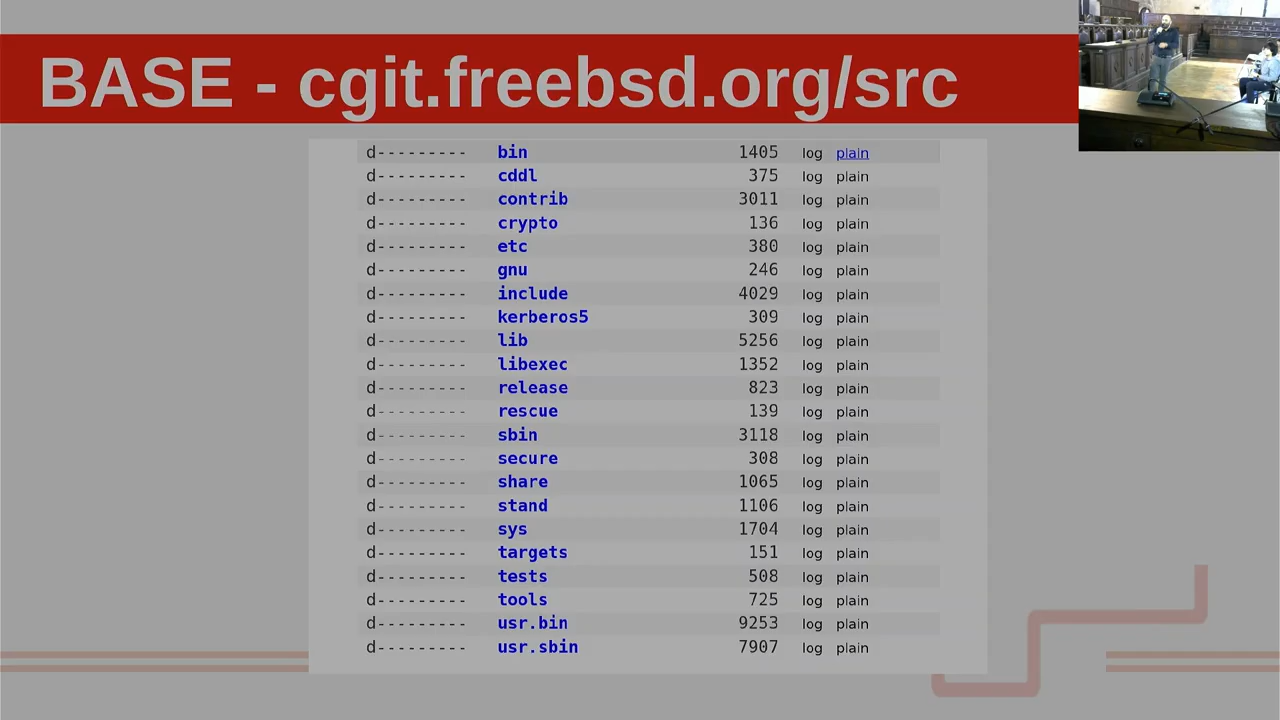 BASE - cgit.freebsd.org/src
d--------- bin 1405 log plain
d--------- cddl 375 log plain
d--------- contrib 3011 log plain
d--------- crypto 136 log plain
d--------- etc 380 log plain
d--------- gnu 246 log plain
d--------- include 4029 log plain
d--------- kerberos5 309 log plain
d--------- lib 5256 log plain
d--------- libexec 1352 log plain
d--------- release 823 log plain
d--------- rescue 139 log plain
d--------- sbin 3118 log plain
d--------- secure 308 log plain
d--------- share 1065 log plain
d--------- stand 1106 log plain
d--------- sys 1704 log plain
d--------- targets 151 log plain
d--------- tests 508 log plain
d--------- tools 725 log plain
d--------- usr.bin 9253 log plain
d--------- usr.sbin 7907 log plain